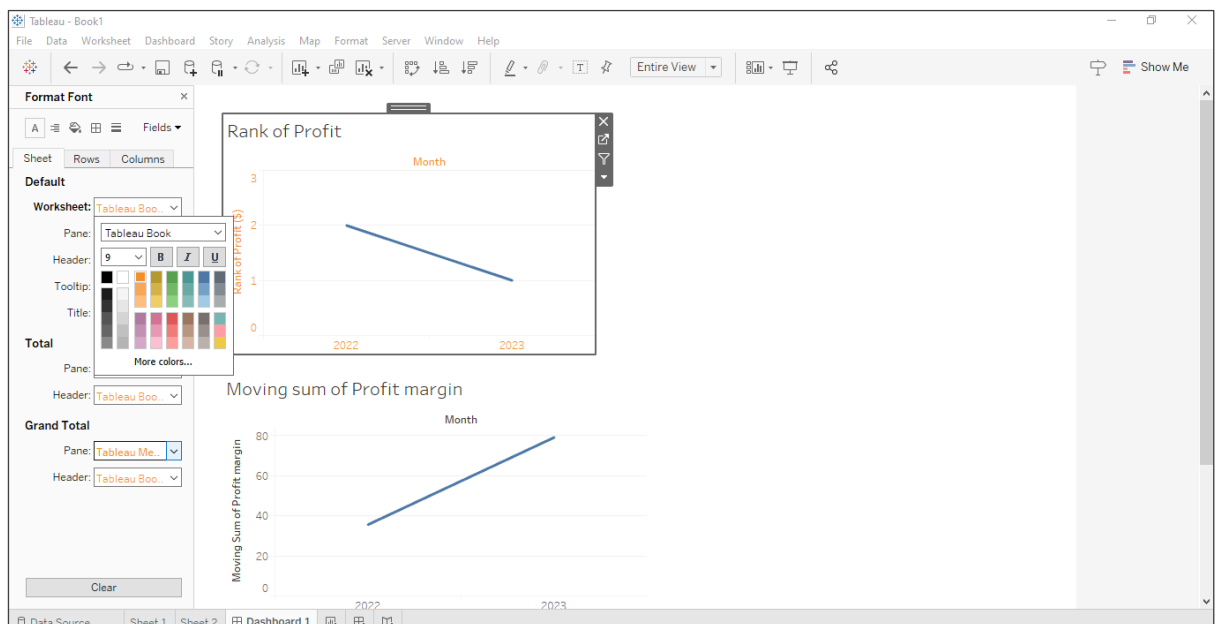 Tableau - Book1
File Data Worksheet Dashboard Story Analysis Map Format Server Window Help
Entire View
Show Me
Format Font
Fields
Sheet Rows Columns
Default
Worksheet: Tableau Boo..
Pane:
Header:
Tooltip:
Title:
Tableau Book
9 B I U
More colors...
Total
Pane:
Header: Tableau Boo..
Grand Total
Pane: Tableau Me..
Header: Tableau Boo..
Clear
Rank of Profit
Month
Rank of Profit ($)
3
2
1
0
2022 2023
Moving sum of Profit margin
Month
Moving Sum of Profit margin
80
60
40
20
0
2022 2023
Data Source Sheet 1 Sheet 2 Dashboard 1